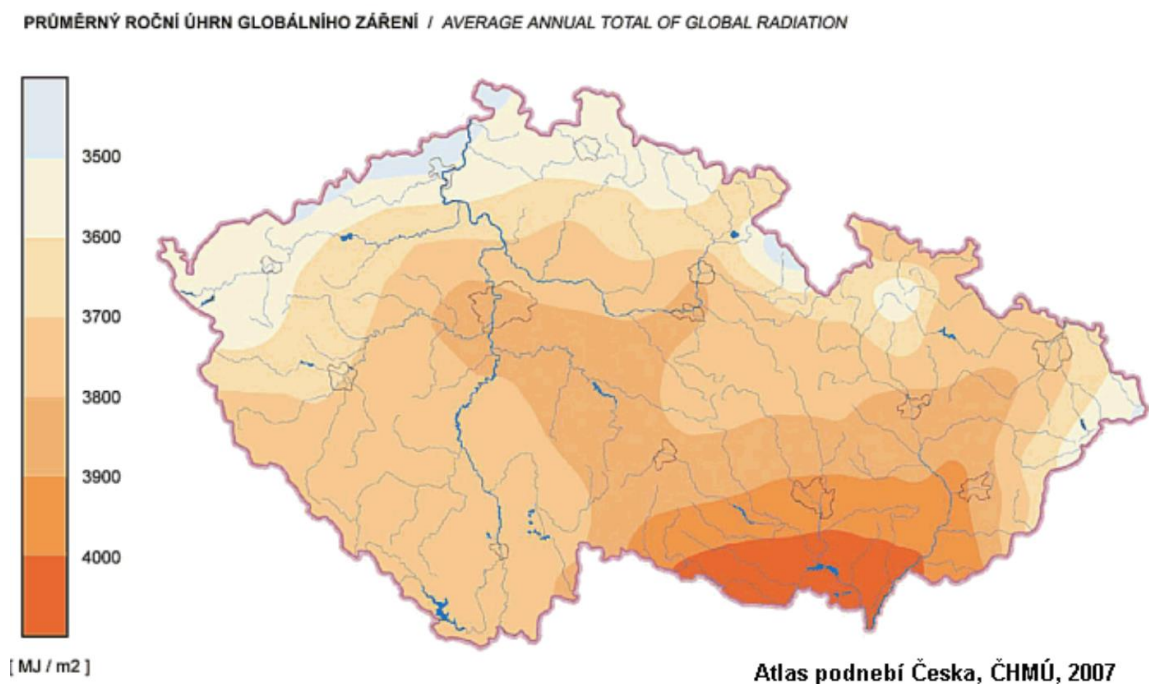 PRŮMĚRNÝ ROČNÍ ÚHRN GLOBÁLNÍHO ZÁŘENÍ / AVERAGE ANNUAL TOTAL OF GLOBAL RADIATION
3500
3600
3700
3800
3900
4000
[ MJ / m2 ]
Atlas podnebí Česka, ČHMÚ, 2007